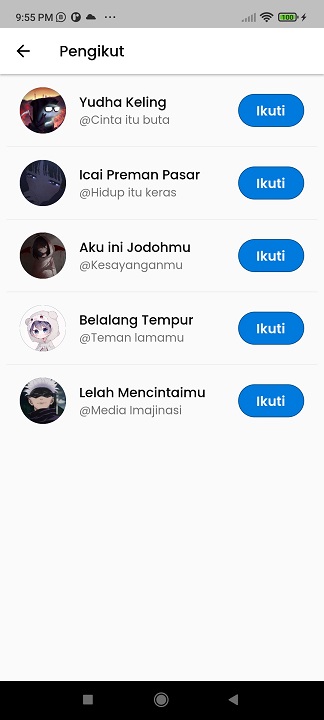 9:55 PM
100
Pengikut
Yudha Keling
@Cinta itu buta
Ikuti
Icai Preman Pasar
@Hidup itu keras
Ikuti
Aku ini Jodohmu
@Kesayanganmu
Ikuti
Belalang Tempur
@Teman lamamu
Ikuti
Lelah Mencintaimu
@Media Imajinasi
Ikuti